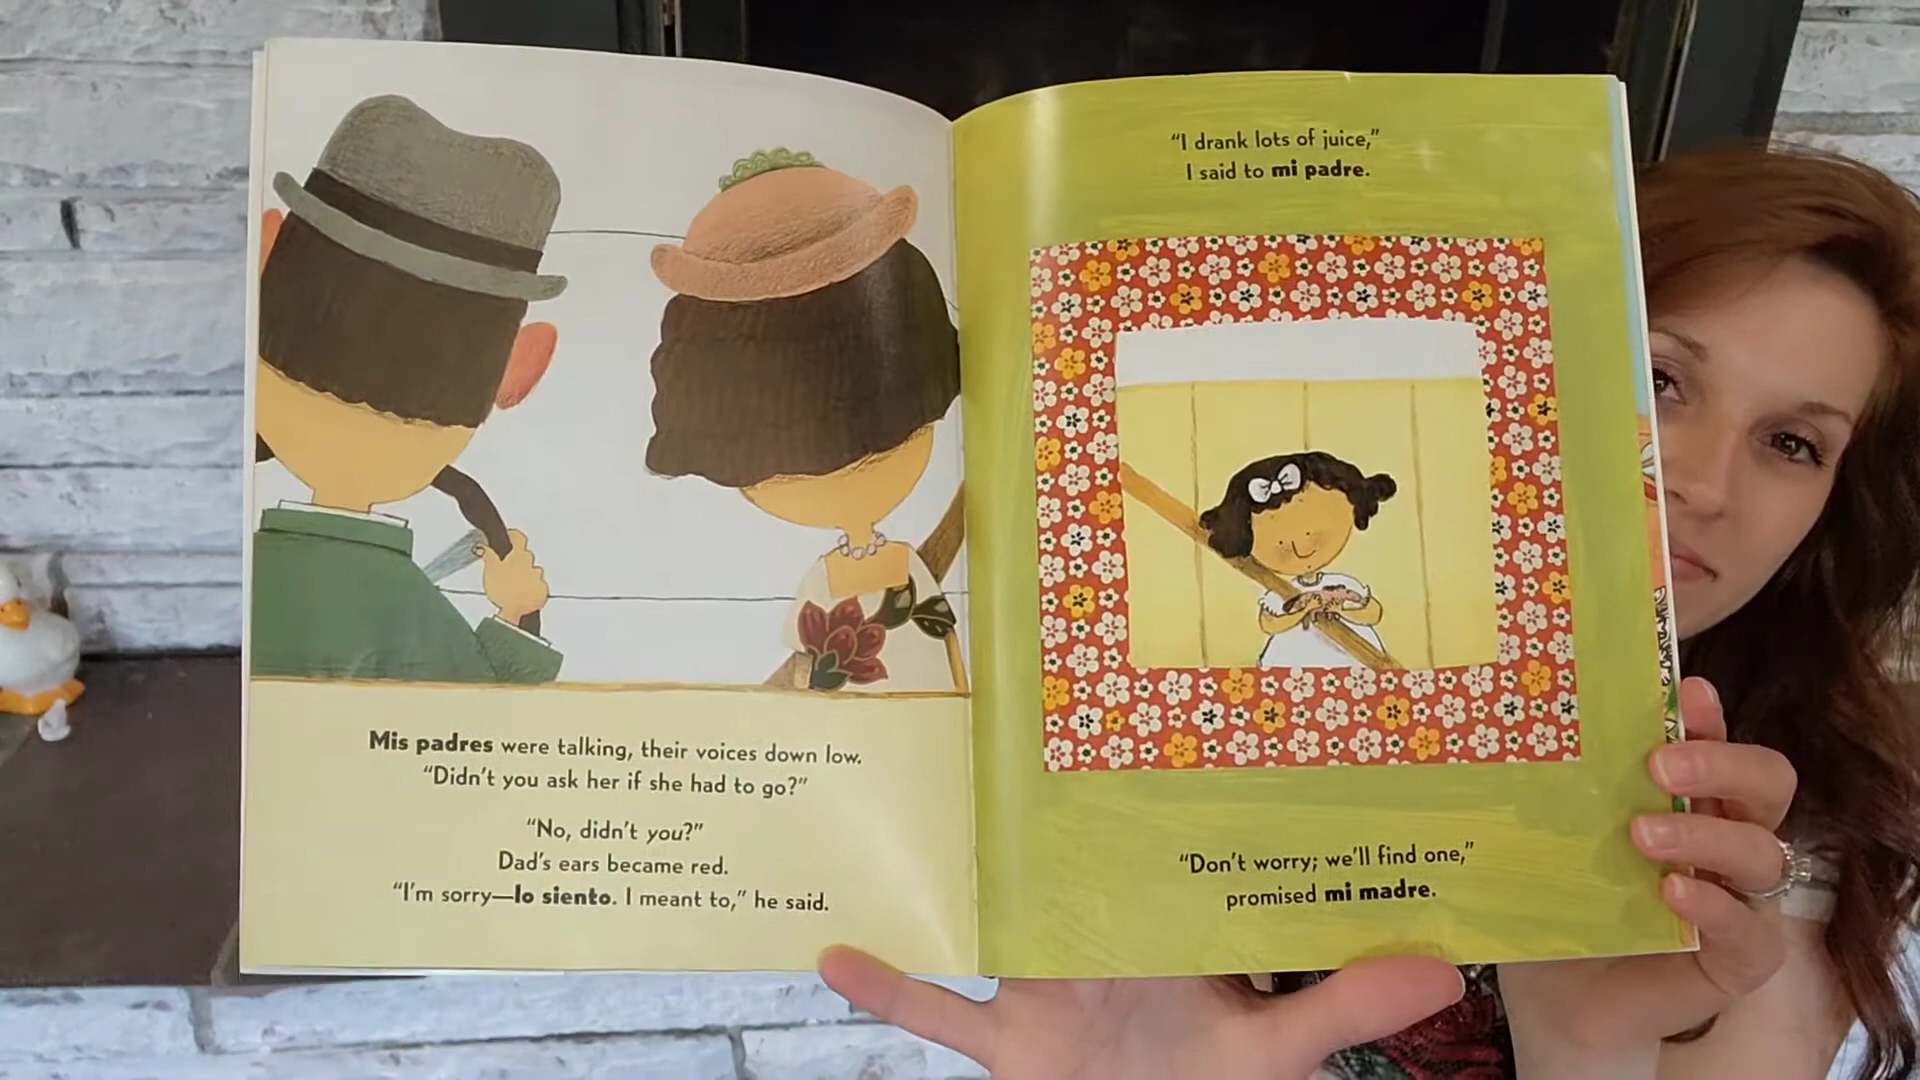 Mis padres were talking, their voices down low.
“Didn’t you ask her if she had to go?”
“No, didn’t you?”
Dad’s ears became red.
“I’m sorry—lo siento. I meant to,” he said.
“I drank lots of juice,”
I said to mi padre.
“Don’t worry; we’ll find one,”
promised mi madre.